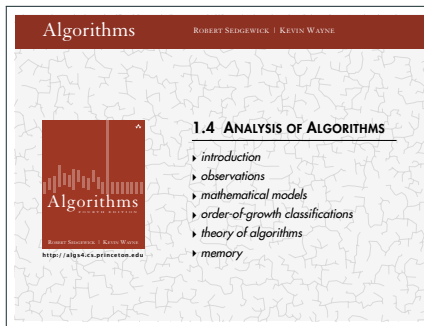 Algorithms
ROBERT SEDGEWICK | KEVIN WAYNE
Algorithms
FOURTH EDITION
ROBERT SEDGEWICK | KEVIN WAYNE
http://algs4.cs.princeton.edu
1.4 ANALYSIS OF ALGORITHMS
‣ introduction
‣ observations
‣ mathematical models
‣ order-of-growth classifications
‣ theory of algorithms
‣ memory